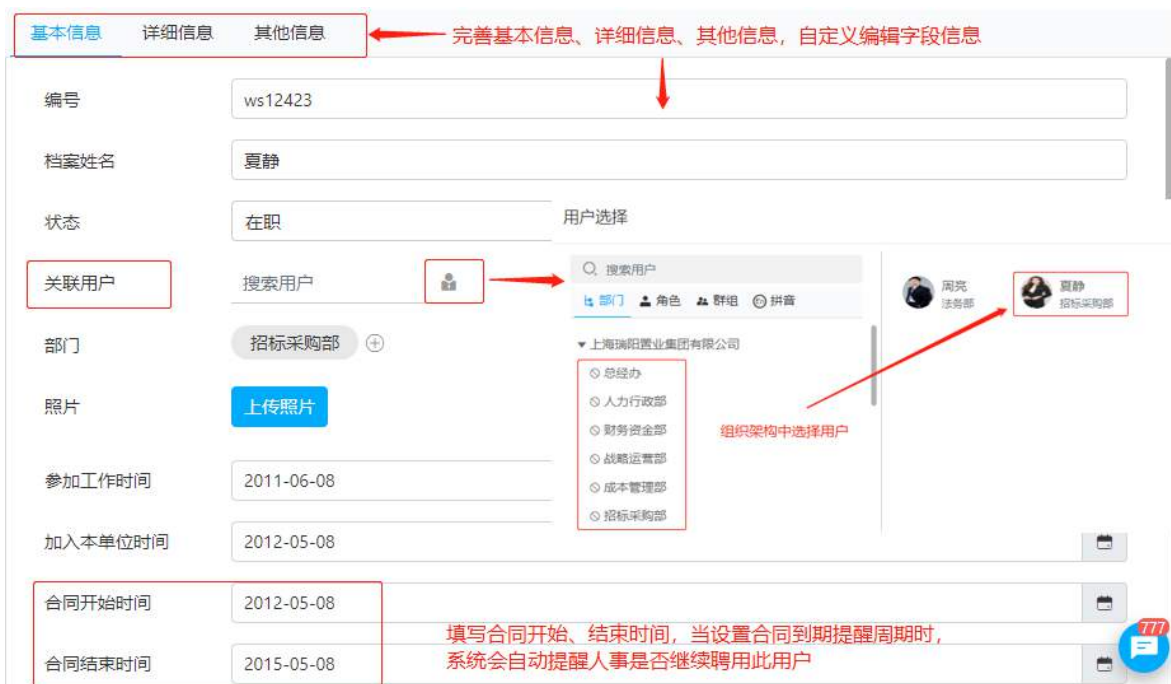 基本信息 详细信息 其他信息
完善基本信息、详细信息、其他信息，自定义编辑字段信息
编号 ws12423
档案姓名 夏静
状态 在职
用户选择
关联用户 搜索用户
搜索用户
部门 角色 群组 拼音
周亮
法务部
夏静
招标采购部
上海瑞阳置业集团有限公司
总经办
人力行政部
财务资金部
战略运营部
成本管理部
招标采购部
组织架构中选择用户
部门 招标采购部
照片 上传照片
参加工作时间 2011-06-08
加入本单位时间 2012-05-08
合同开始时间 2012-05-08
合同结束时间 2015-05-08
填写合同开始、结束时间，当设置合同到期提醒周期时，
系统会自动提醒人事是否继续聘用此用户
777